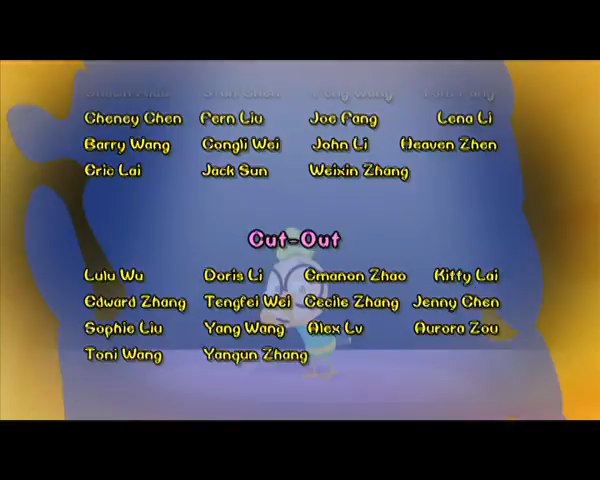 Cheney Chen Fern Liu Joe Fang Lena Li
Barry Wang Congli Wei John Li Heaven Zhen
Eric Lai Jack Sun Weixin Zhang
Cut-Out
Lulu Wu Doris Li Emanon Zhao Kitty Lai
Edward Zhang Tengfei Wei Cecile Zhang Jenny Chen
Sophie Liu Yang Wang Alex Lv Aurora Zou
Toni Wang Yanqun Zhang